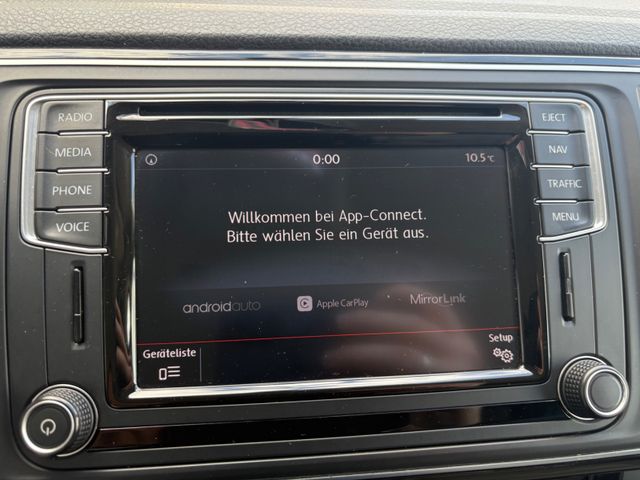 RADIO
MEDIA
PHONE
VOICE
EJECT
NAV
TRAFFIC
MENU
0:00
10.5°C
Willkommen bei App-Connect.
Bitte wählen Sie ein Gerät aus.
androidauto
Apple CarPlay
MirrorLink
Geräteliste
Setup